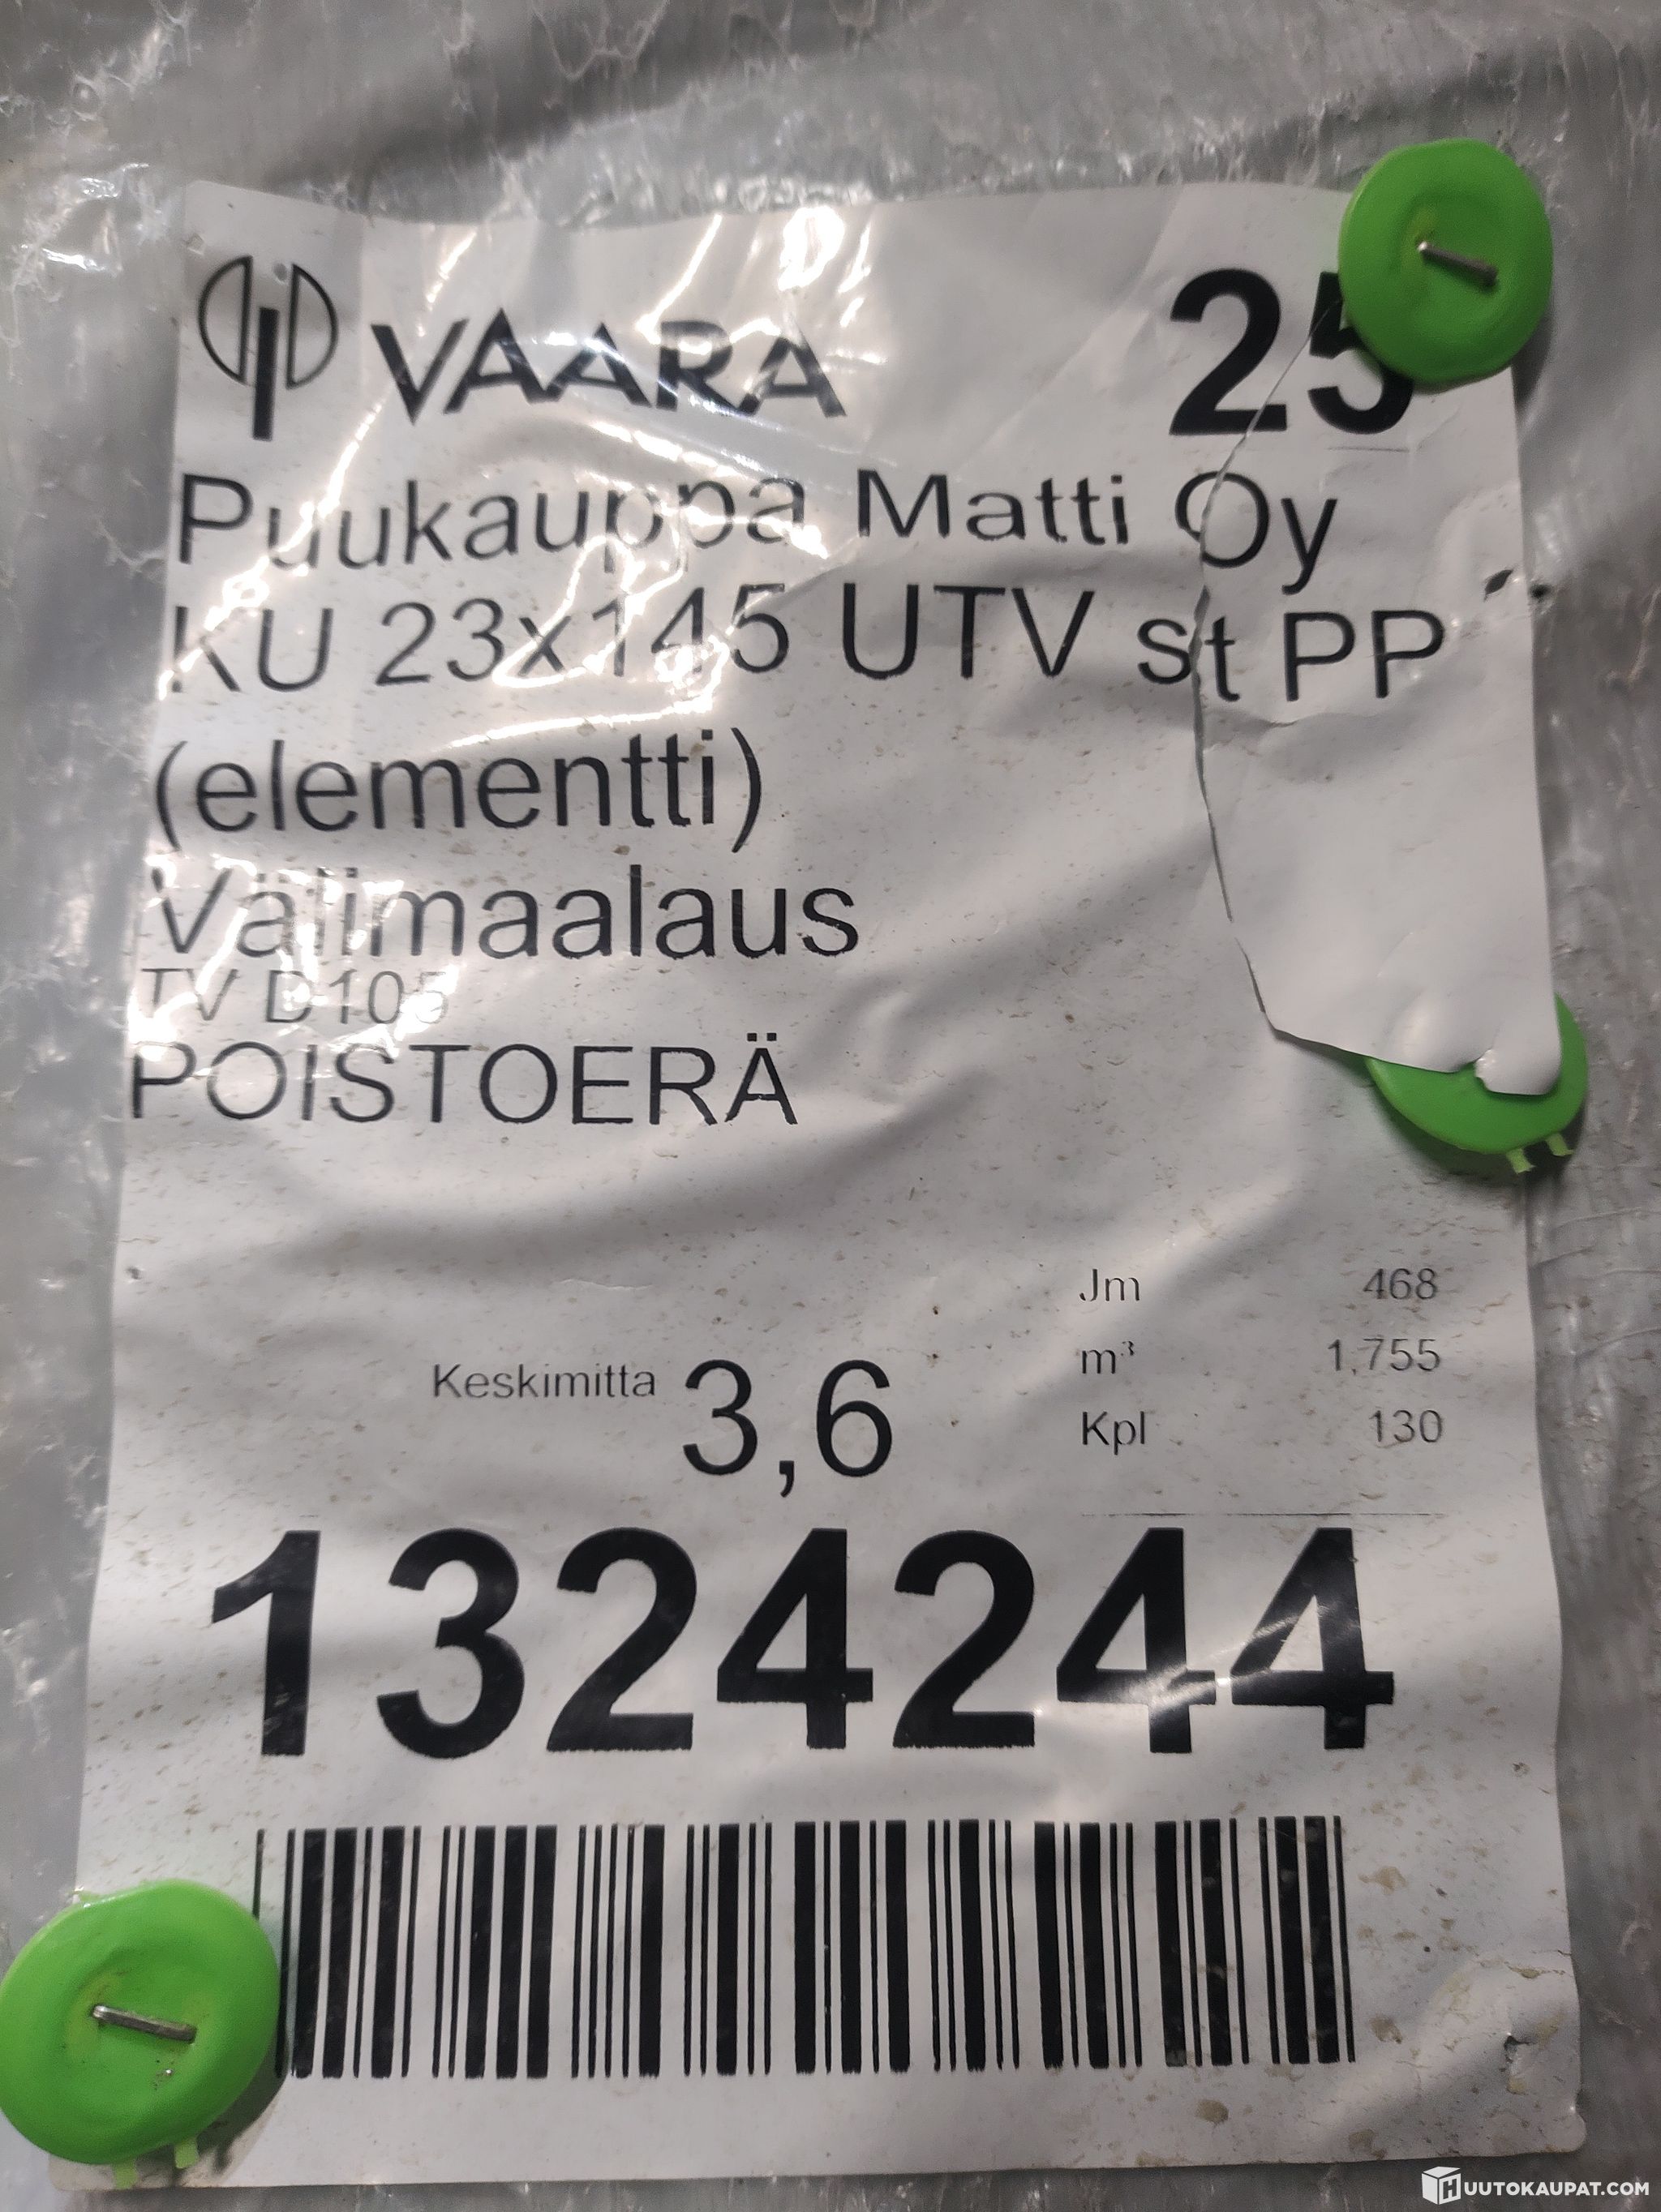 VAARA 25
Puukauppa Matti Oy
KU 23x145 UTV st PP
(elementti)
Välimaalaus
TV D105
POISTOERÄ
Jm 468
m³ 1,755
Keskimitta 3,6
Kpl 130
1324244
HUUTOKAUPAT.COM